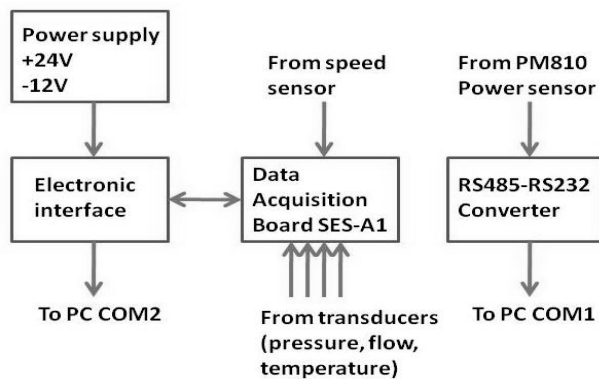 Power supply
+24V
-12V
From speed
sensor
From PM810
Power sensor
Electronic
interface
Data
Acquisition
Board SES-A1
RS485-RS232
Converter
To PC COM2
From transducers
(pressure, flow,
temperature)
To PC COM1